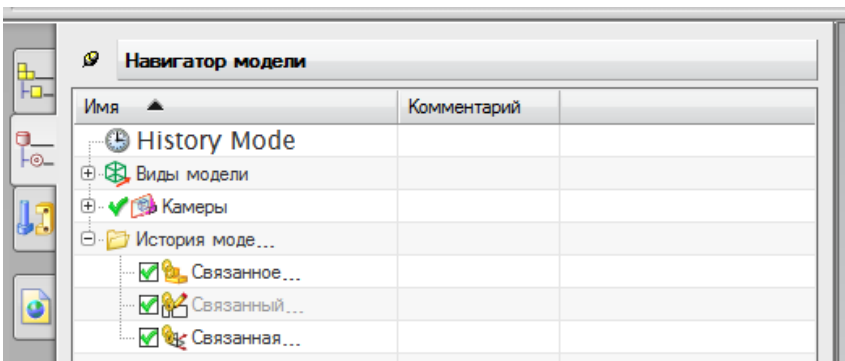 Навигатор модели
Имя Комментарий
History Mode
Виды модели
Камеры
История моде...
Связанное...
Связанный...
Связанная...